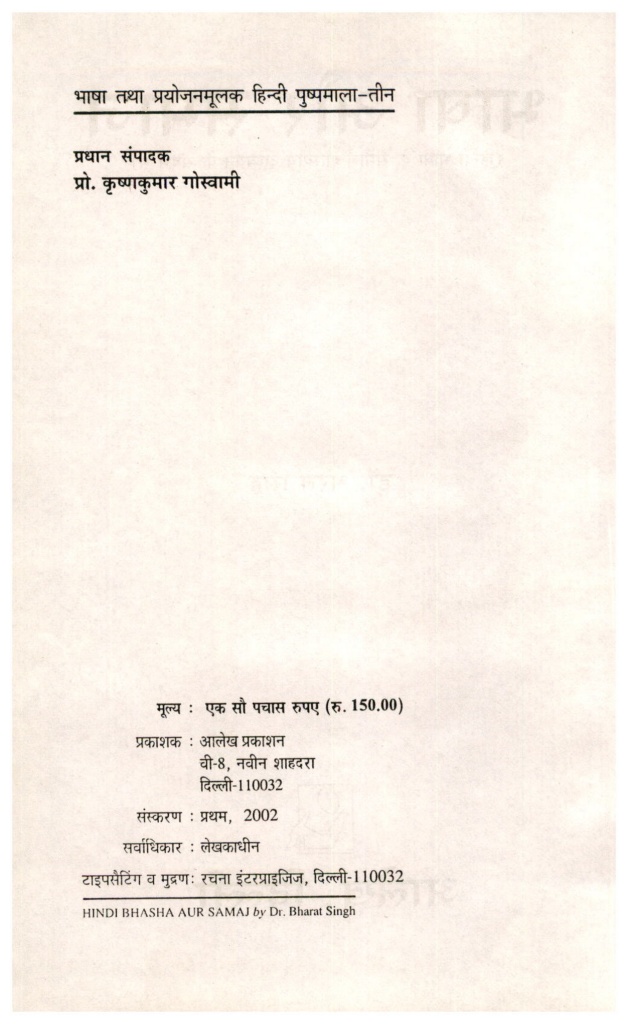 भाषा तथा प्रयोजनमूलक हिन्दी पुष्पमाला-तीन
प्रधान संपादक
प्रो. कृष्णकुमार गोस्वामी
मूल्य : एक सौ पचास रुपए (रु. 150.00)
प्रकाशक : आलेख प्रकाशन
वी-8, नवीन शाहदरा
दिल्ली-110032
संस्करण : प्रथम, 2002
सर्वाधिकार : लेखकाधीन
टाइपसैटिंग व मुद्रणः रचना इंटरप्राइजिज, दिल्ली-110032
HINDI BHASHA AUR SAMAJ by Dr. Bharat Singh